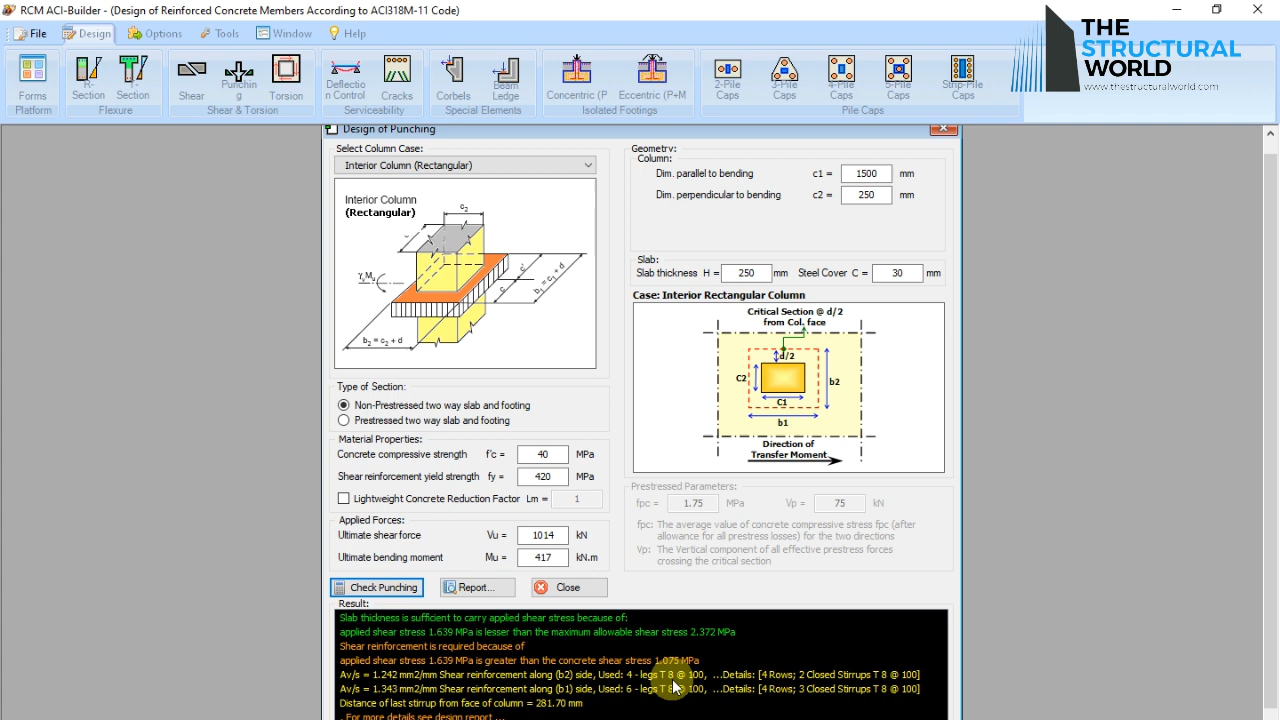 RCM ACI-Builder - (Design of Reinforced Concrete Members According to ACI318M-11 Code)
File Design Options Tools Window Help
THE
STRUCTURAL
WORLD
www.thestructuralworld.com
Forms
R-
Section
T-
Section
Shear
Punchin
g
Torsion
Deflectio
n Control
Cracks
Corbels
Beam
Ledge
Concentric (P
Eccentric (P+M
2-Pile
Caps
3-Pile
Caps
4-Pile
Caps
5-Pile
Caps
Strip-Pile
Caps
Platform Flexure Shear & Torsion Serviceability Special Elements Isolated Footings Pile Caps
Design of Punching
Select Column Case:
Interior Column (Rectangular)
Interior Column
(Rectangular)
c2
γvMu
c'
c
b1 = c1 + d
b2 = c2 + d
Type of Section:
Non-Prestressed two way slab and footing
Prestressed two way slab and footing
Material Properties:
Concrete compressive strength f'c = 40 MPa
Shear reinforcement yield strength fy = 420 MPa
Lightweight Concrete Reduction Factor Lm = 1
Applied Forces:
Ultimate shear force Vu = 1014 kN
Ultimate bending moment Mu = 417 kN.m
Check Punching Report... Close
Geometry:
Column:
Dim. parallel to bending c1 = 1500 mm
Dim. perpendicular to bending c2 = 250 mm
Slab:
Slab thickness H = 250 mm Steel Cover C = 30 mm
Case: Interior Rectangular Column
Critical Section @ d/2
from Col. face
d/2
C2
b2
C1
b1
Direction of
Transfer Moment
Prestressed Parameters:
fpc = 1.75 MPa Vp = 75 kN
fpc: The average value of concrete compressive stress fpc (after
allowance for all prestress losses) for the two directions
Vp: The Vertical component of all effective prestress forces
crossing the critical section
Result:
Slab thickness is sufficient to carry applied shear stress because of:
applied shear stress 1.639 MPa is lesser than the maximum allowable shear stress 2.372 MPa
Shear reinforcement is required because of
applied shear stress 1.639 MPa is greater than the concrete shear stress 1.075 MPa
Av/s = 1.242 mm2/mm Shear reinforcement along (b2) side, Used: 4 - legs T 8 @ 100, ...Details: [4 Rows; 2 Closed Stirrups T 8 @ 100]
Av/s = 1.343 mm2/mm Shear reinforcement along (b1) side, Used: 6 - legs T 8 @ 100, ...Details: [4 Rows; 3 Closed Stirrups T 8 @ 100]
Distance of last stirrup from face of column = 281.70 mm
. For more details see design report ...